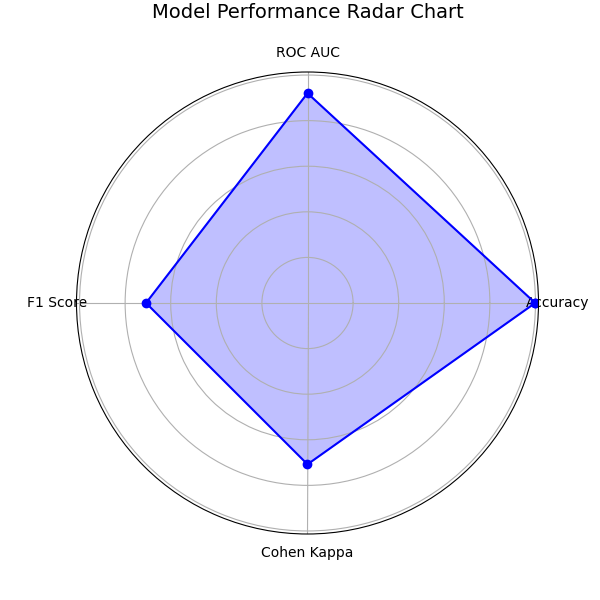 Model Performance Radar Chart
ROC AUC
F1 Score
Accuracy
Cohen Kappa